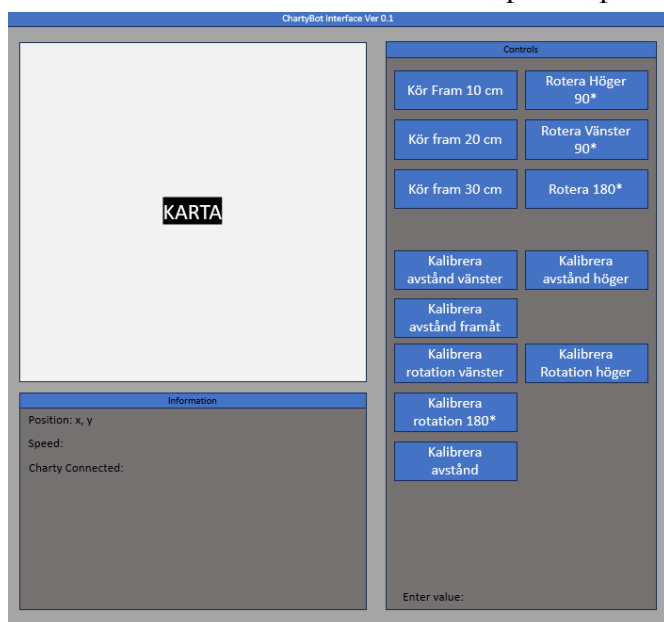 ChartyBot Interface Ver 0.1
KARTA
Information
Position: x, y
Speed:
Charty Connected:
Controls
Kör Fram 10 cm
Rotera Höger
90*
Kör fram 20 cm
Rotera Vänster
90*
Kör fram 30 cm
Rotera 180*
Kalibrera
avstånd vänster
Kalibrera
avstånd höger
Kalibrera
avstånd framåt
Kalibrera
rotation vänster
Kalibrera
Rotation höger
Kalibrera
rotation 180*
Kalibrera
avstånd
Enter value: